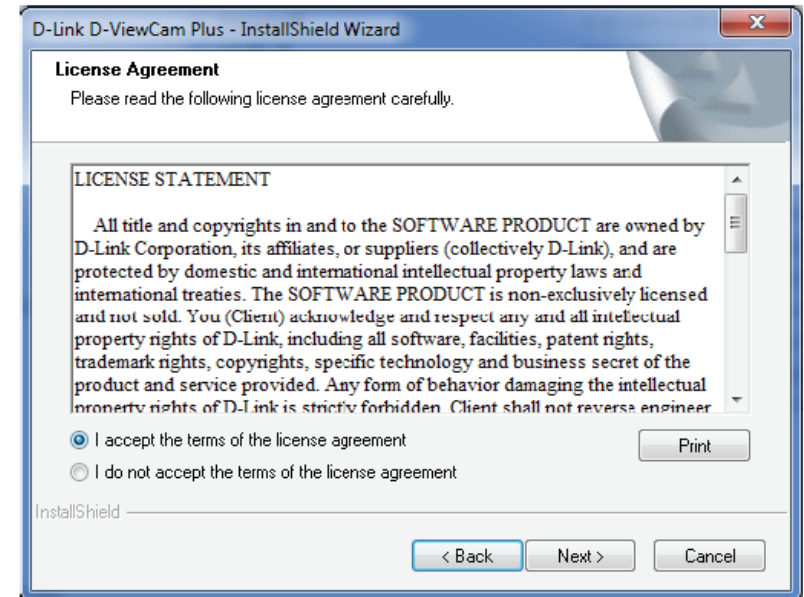 D-Link D-ViewCam Plus - InstallShield Wizard
License Agreement
Please read the following license agreement carefully.
LICENSE STATEMENT
All title and copyrights in and to the SOFTWARE PRODUCT are owned by
D-Link Corporation, its affiliates, or suppliers (collectively D-Link), and are
protected by domestic and international intellectual property laws and
international treaties. The SOFTWARE PRODUCT is non-exclusively licensed
and not sold. You (Client) acknowledge and respect any and all intellectual
property rights of D-Link, including all software, facilities, patent rights,
trademark rights, copyrights, specific technology and business secret of the
product and service provided. Any form of behavior damaging the intellectual
property rights of D-Link is strictly forbidden. Client shall not reverse engineer
I accept the terms of the license agreement
Print
I do not accept the terms of the license agreement
InstallShield
< Back
Next >
Cancel